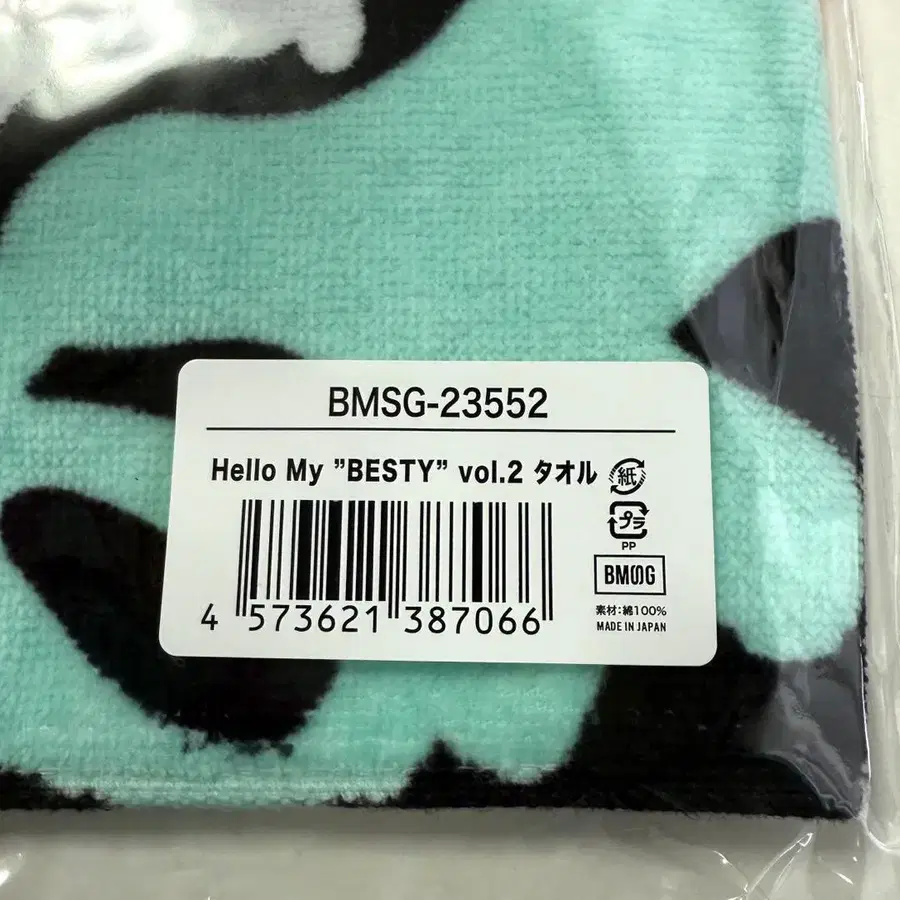 BMSG-23552
Hello My ”BESTY” vol.2 タオル
紙
プラ
PP
BMSG
4 573621 387066
素材:綿100%
MADE IN JAPAN